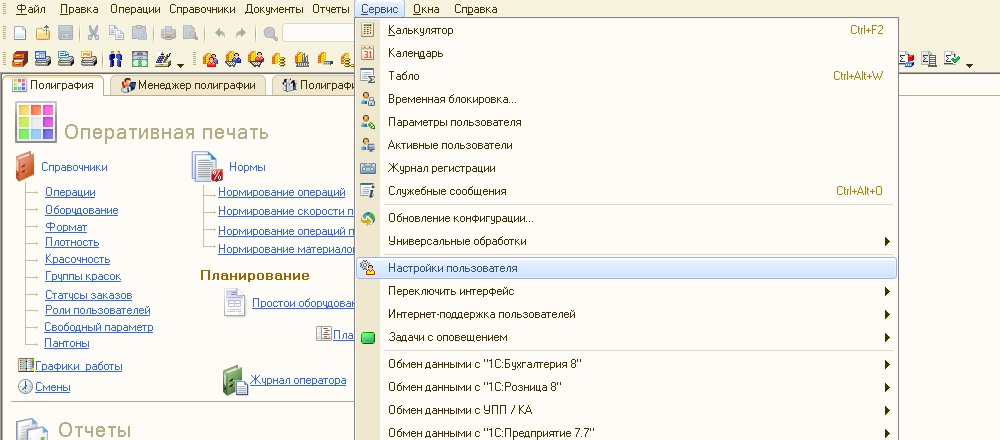 Файл Правка Операции Справочники Документы Отчеты Сервис Окна Справка
Калькулятор Ctrl+F2
Календарь
Табло Ctrl+Alt+W
Временная блокировка...
Параметры пользователя
Активные пользователи
Журнал регистрации
Служебные сообщения Ctrl+Alt+O
Обновление конфигурации...
Универсальные обработки
Настройки пользователя
Переключить интерфейс
Интернет-поддержка пользователей
Задачи с оповещением
Обмен данными с "1С:Бухгалтерия 8"
Обмен данными с "1С:Розница 8"
Обмен данными с УПП / КА
Обмен данными с "1С:Предприятие 7.7"
Полиграфия Менеджер полиграфии Полиграфи
Оперативная печать
Справочники
Операции
Оборудование
Формат
Плотность
Красочность
Группы красок
Статусы заказов
Роли пользователей
Свободный параметр
Пантоны
Графики работы
Смены
Нормы
Нормирование операций
Нормирование скорости п
Нормирование операций п
Нормирование материало
Планирование
Простои оборудова
Пла
Журнал оператора
Отчеты